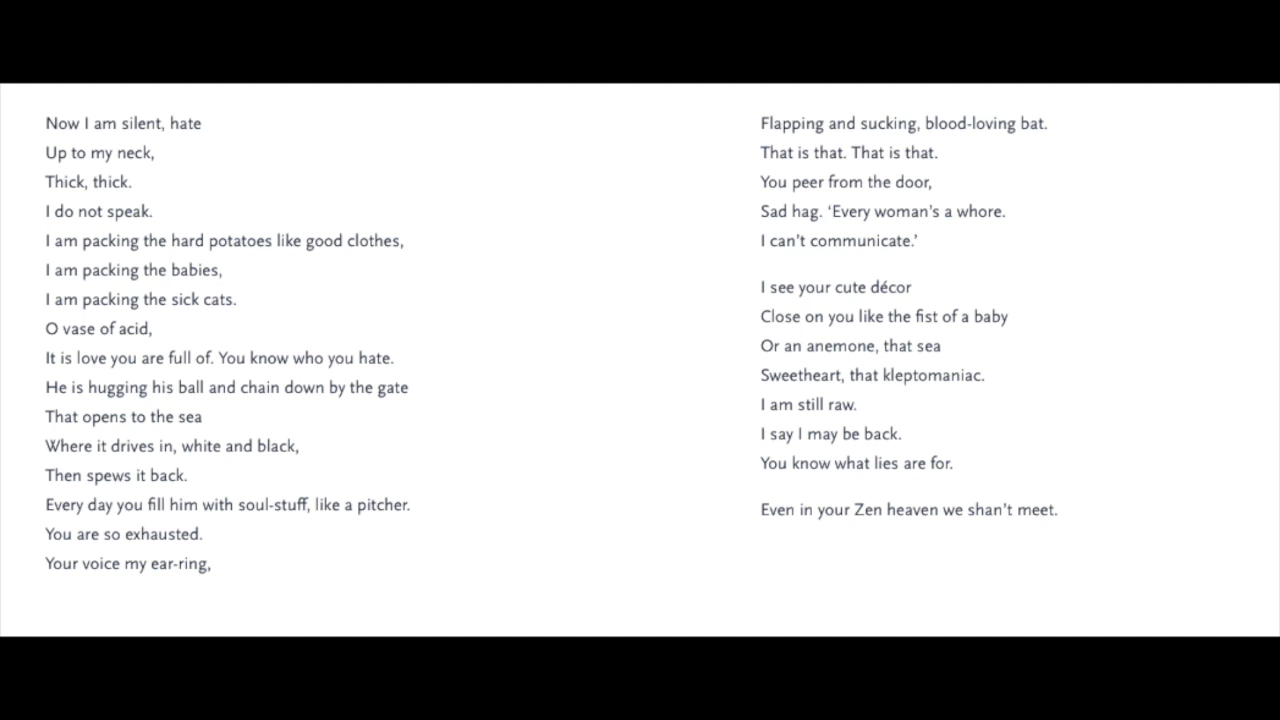 Now I am silent, hate
Up to my neck,
Thick, thick.
I do not speak.
I am packing the hard potatoes like good clothes,
I am packing the babies,
I am packing the sick cats.
O vase of acid,
It is love you are full of. You know who you hate.
He is hugging his ball and chain down by the gate
That opens to the sea
Where it drives in, white and black,
Then spews it back.
Every day you fill him with soul-stuff, like a pitcher.
You are so exhausted.
Your voice my ear-ring,
Flapping and sucking, blood-loving bat.
That is that. That is that.
You peer from the door,
Sad hag. ‘Every woman’s a whore.
I can’t communicate.’
I see your cute décor
Close on you like the fist of a baby
Or an anemone, that sea
Sweetheart, that kleptomaniac.
I am still raw.
I say I may be back.
You know what lies are for.
Even in your Zen heaven we shan’t meet.